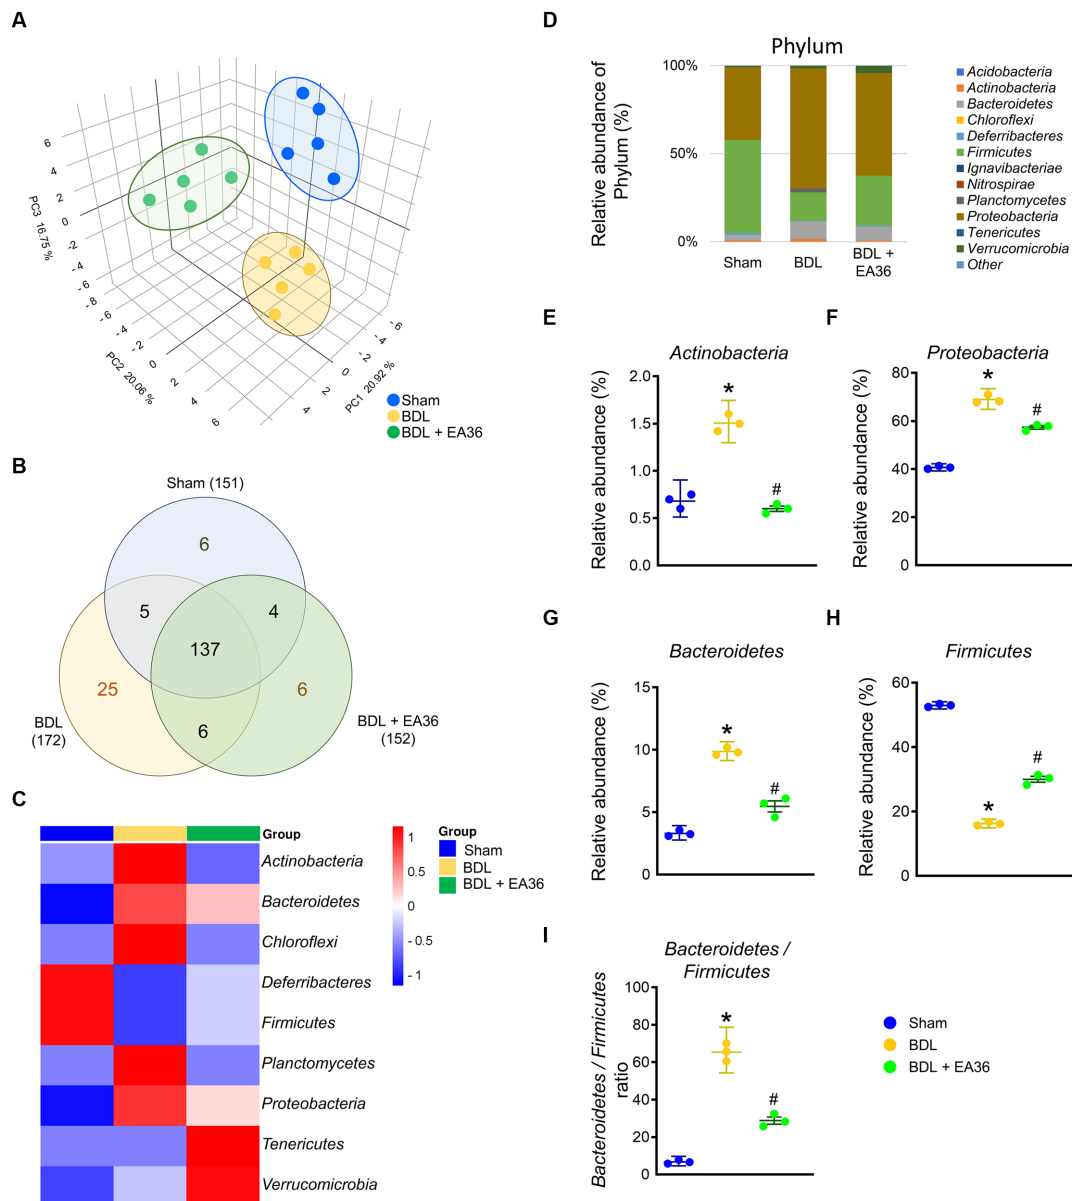 A
6
4
2
0
-2
-4
-6
PC3 16.75 %
-8
-6
-4
-2
0
2
4
6
PC2 20.06 %
-6
-4
-2
0
2
4
PC1 20.92 %
Sham
BDL
BDL + EA36
B
Sham (151)
6
5
4
137
25
6
6
BDL
(172)
BDL + EA36
(152)
C
Group
Actinobacteria
Bacteroidetes
Chloroflexi
Deferribacteres
Firmicutes
Planctomycetes
Proteobacteria
Tenericutes
Verrucomicrobia
1
0.5
0
- 0.5
- 1
Group
Sham
BDL
BDL + EA36
D
Phylum
Relative abundance of
Phylum (%)
100%
50%
0%
Sham
BDL
BDL +
EA36
Acidobacteria
Actinobacteria
Bacteroidetes
Chloroflexi
Deferribacteres
Firmicutes
Ignavibacteriae
Nitrospirae
Planctomycetes
Proteobacteria
Tenericutes
Verrucomicrobia
Other
E
Actinobacteria
Relative abundance (%)
2.0
1.5
1.0
0.5
0.0
*
#
F
Proteobacteria
Relative abundance (%)
80
60
40
20
0
*
#
G
Bacteroidetes
Relative abundance (%)
15
10
5
0
*
#
H
Firmicutes
Relative abundance (%)
60
40
20
0
*
#
I
Bacteroidetes /
Firmicutes
Bacteroidetes / Firmicutes
ratio
100
80
60
40
20
0
*
#
Sham
BDL
BDL + EA36